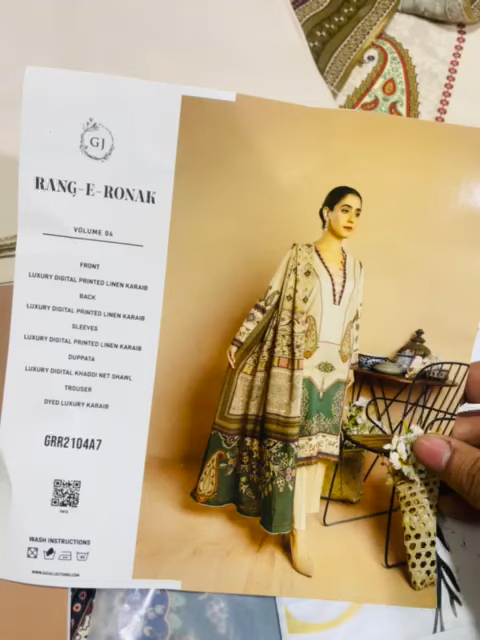 GJ
RANG-E-RONAK
VOLUME 04
FRONT
LUXURY DIGITAL PRINTED LINEN KARAIB
BACK
LUXURY DIGITAL PRINTED LINEN KARAIB
SLEEVES
LUXURY DIGITAL PRINTED LINEN KARAIB
DUPPATA
LUXURY DIGITAL KHADDI NET SHAWL
TROUSER
DYED LUXURY KARAIB
GRR2104A7
WASH INSTRUCTIONS